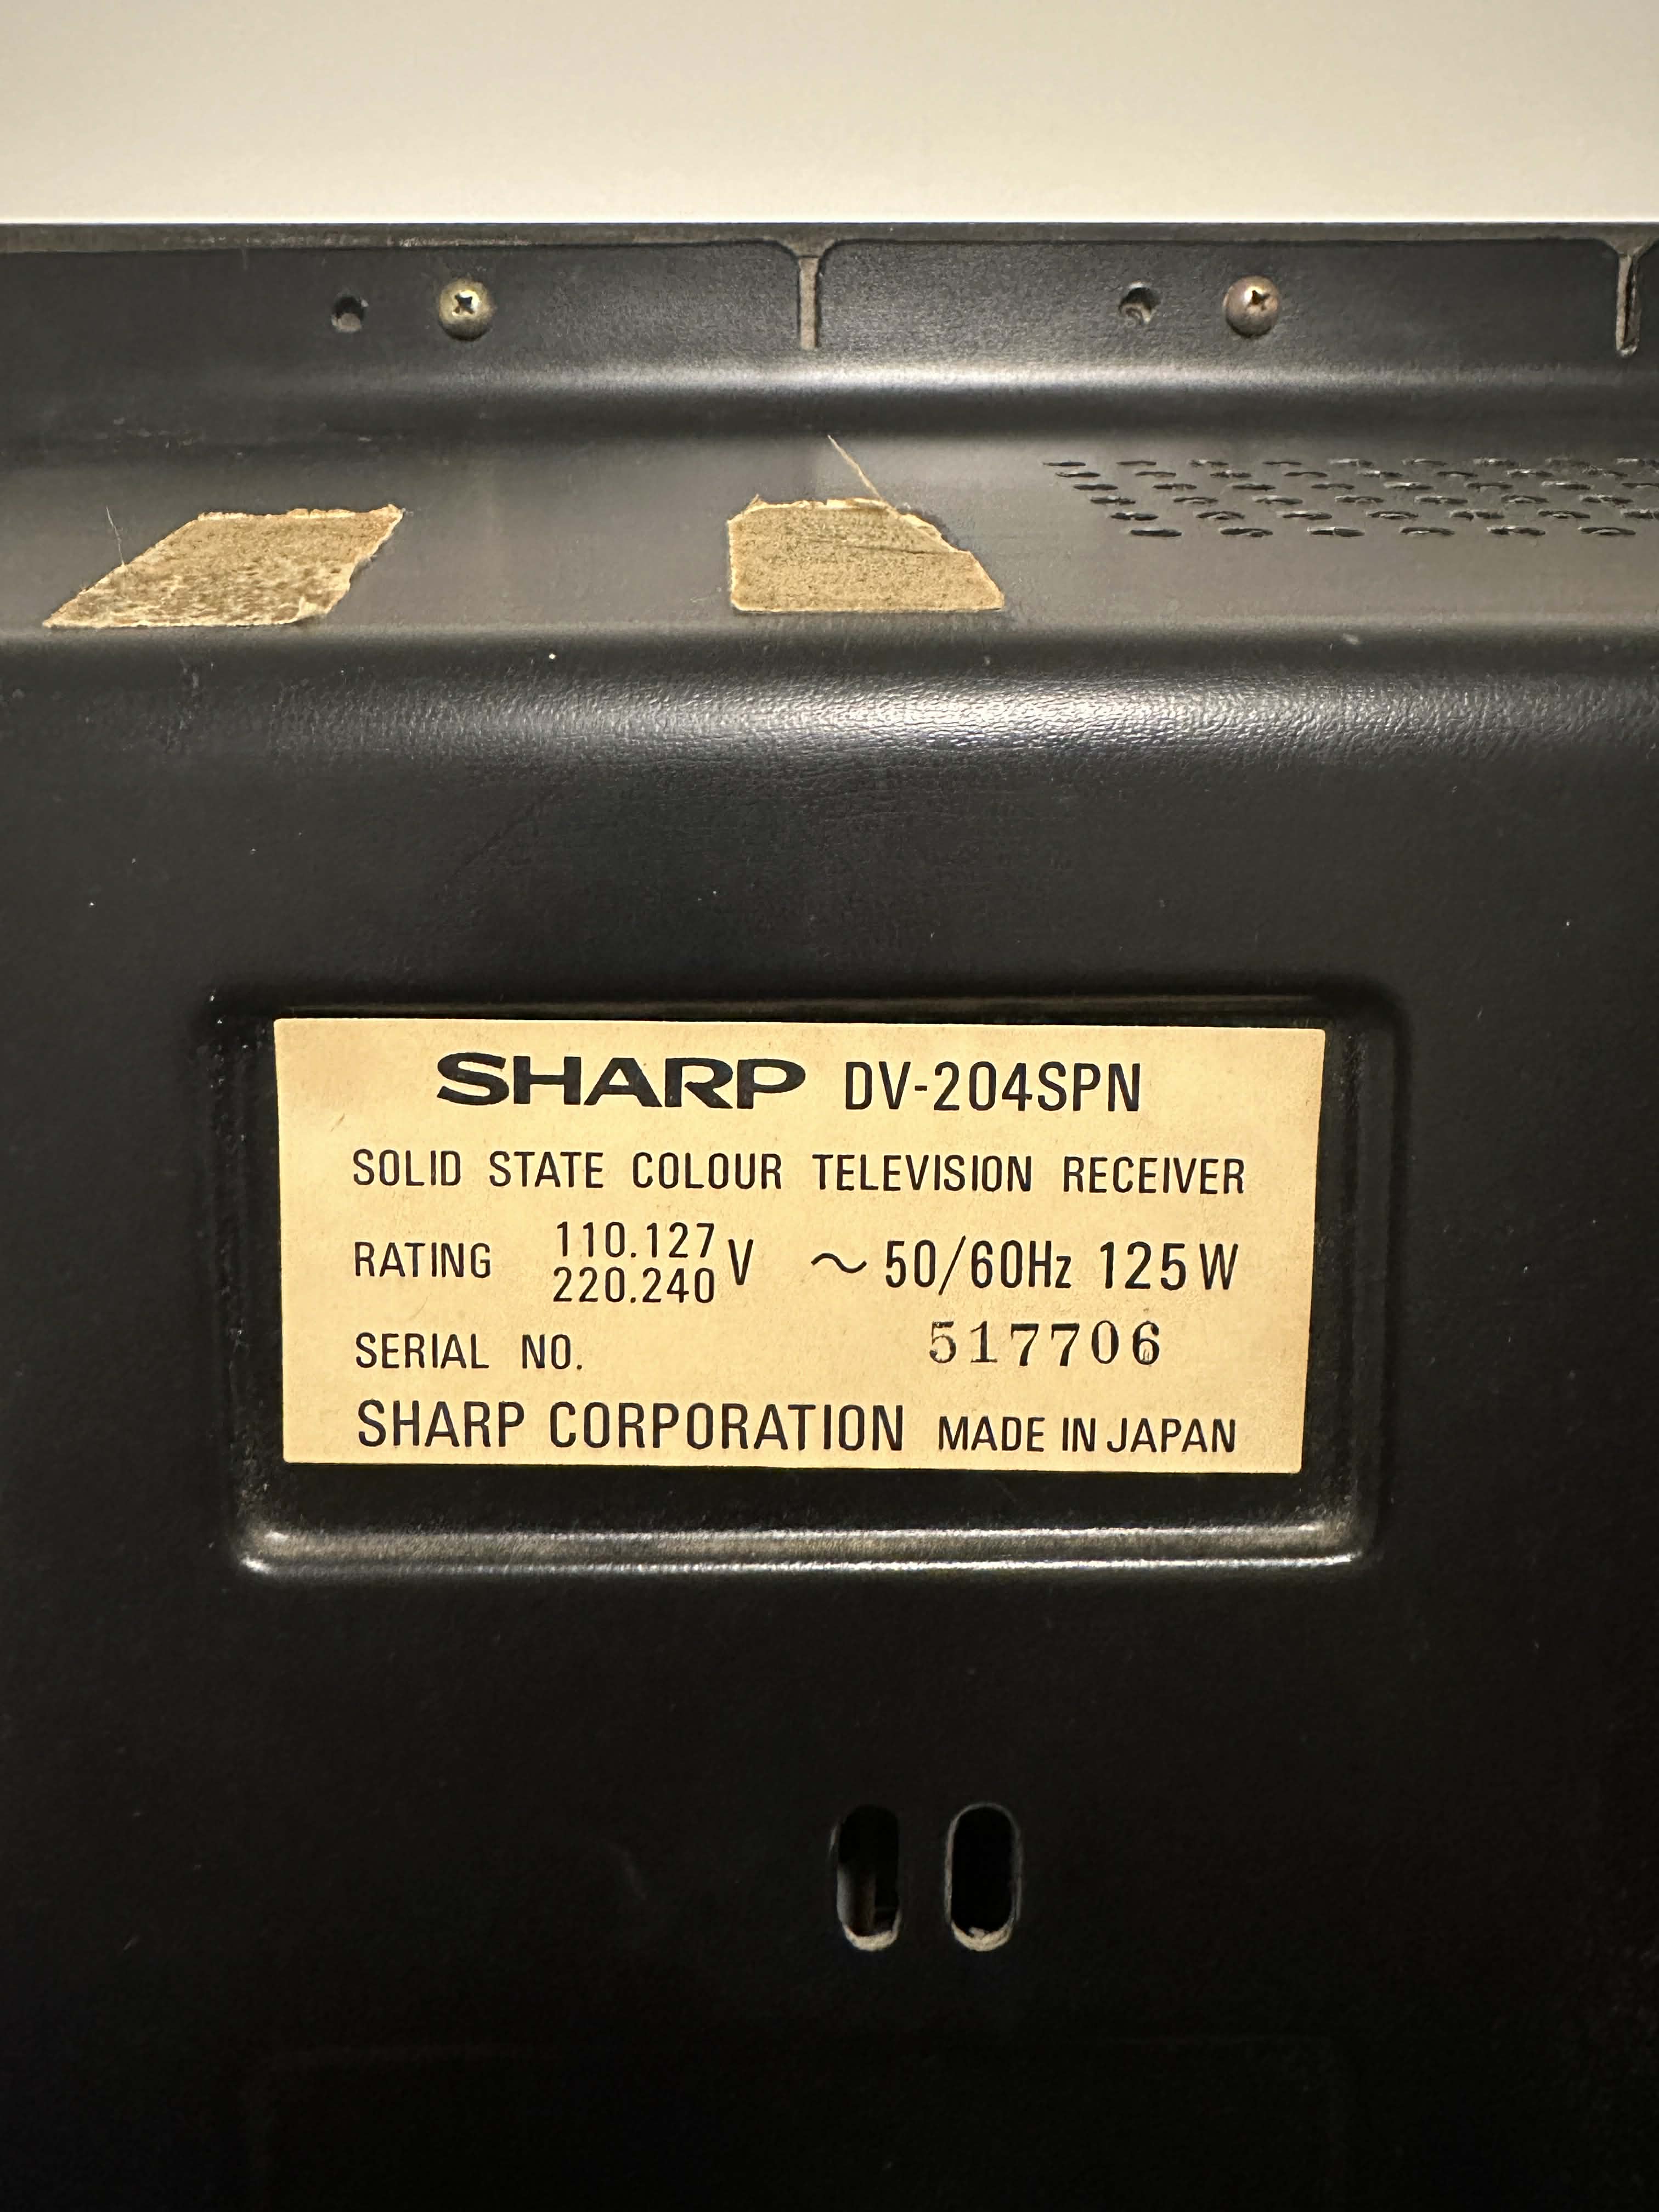 SHARP DV-204SPN
SOLID STATE COLOUR TELEVISION RECEIVER
RATING 110.127 220.240 V ~ 50/60Hz 125W
SERIAL NO. 517706
SHARP CORPORATION MADE IN JAPAN